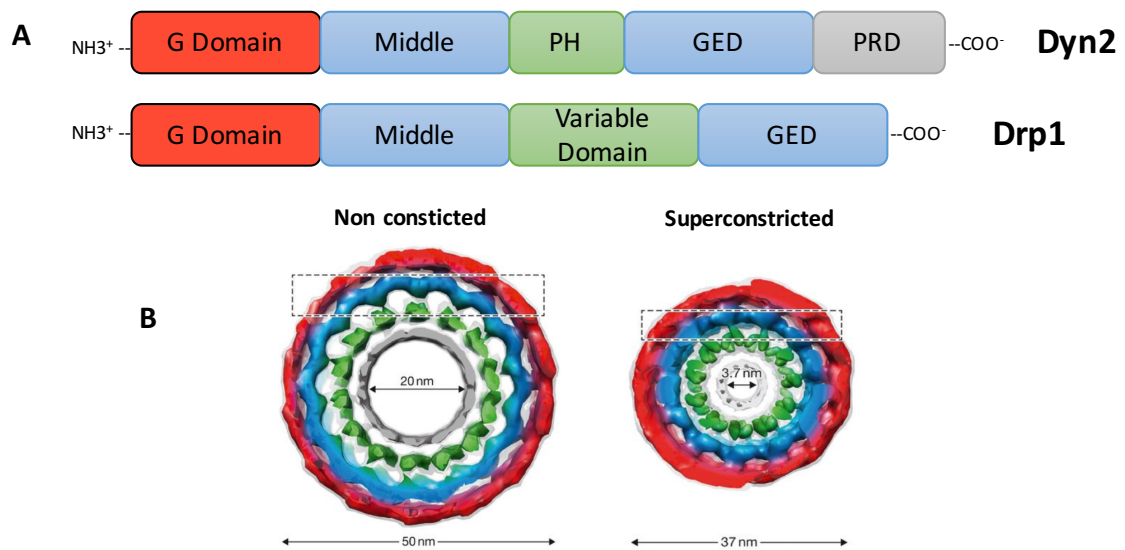 A
NH3⁺ --
G Domain
Middle
PH
GED
PRD
--COO⁻
Dyn2
NH3⁺ --
G Domain
Middle
Variable
Domain
GED
--COO⁻
Drp1
Non consticted
Superconstricted
B
20 nm
3.7 nm
50 nm
37 nm